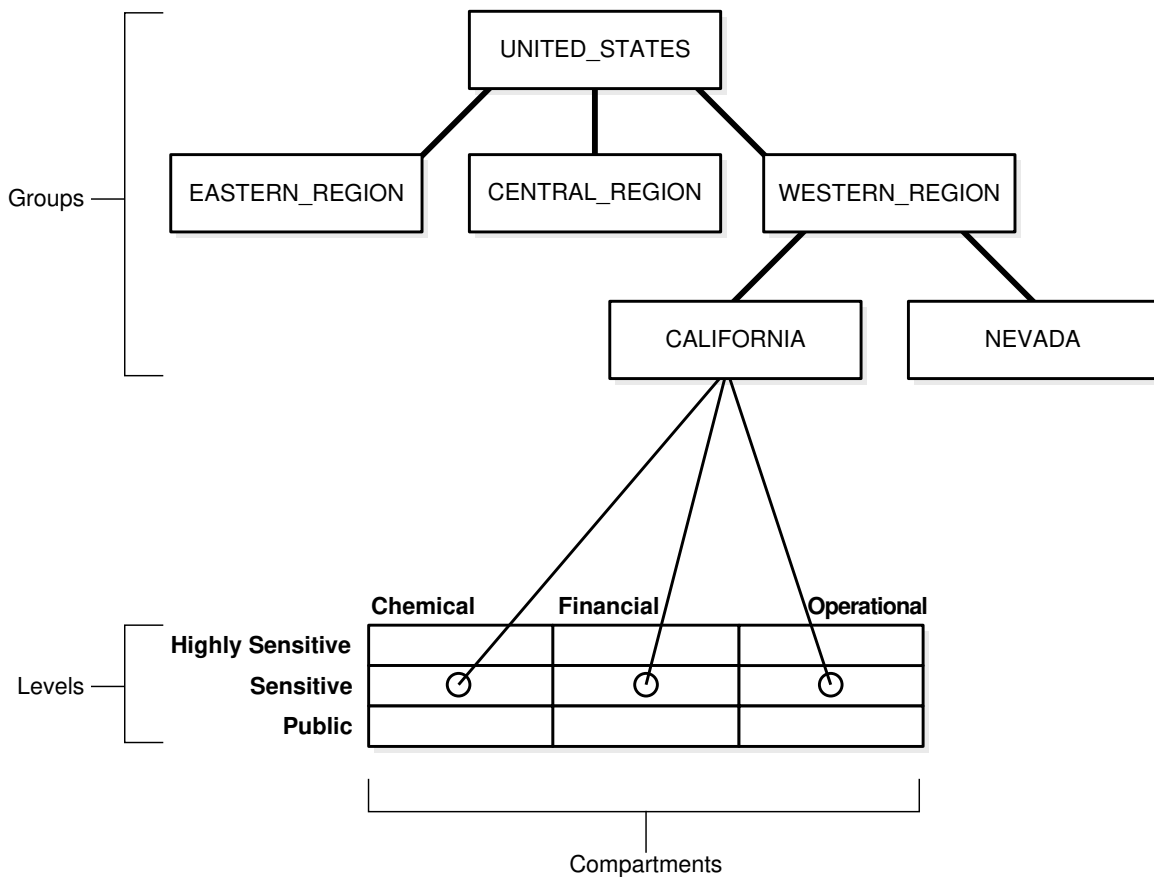 UNITED_STATES
Groups
EASTERN_REGION
CENTRAL_REGION
WESTERN_REGION
CALIFORNIA
NEVADA
Chemical
Financial
Operational
Levels
Highly Sensitive
Sensitive
Public
Compartments